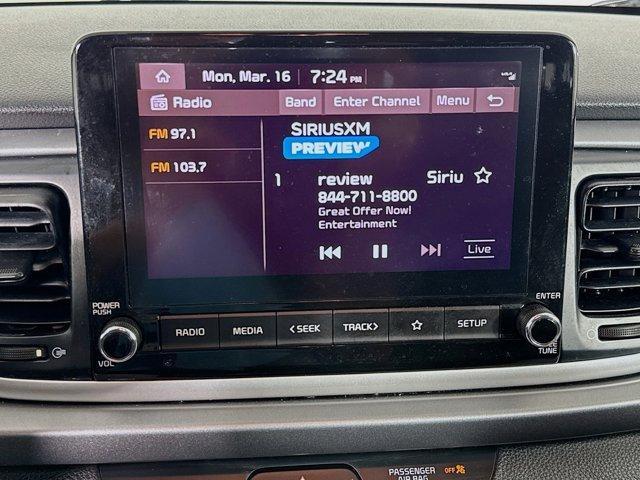 Mon, Mar. 16 7:24 PM
Radio Band Enter Channel Menu
FM 97.1
FM 103.7
SIRIUSXM
PREVIEW
1 review Siriu
844-711-8800
Great Offer Now!
Entertainment
Live
POWER
PUSH
VOL
RADIO MEDIA <SEEK TRACK> SETUP
ENTER
TUNE
PASSENGER
AIR BAG
OFF